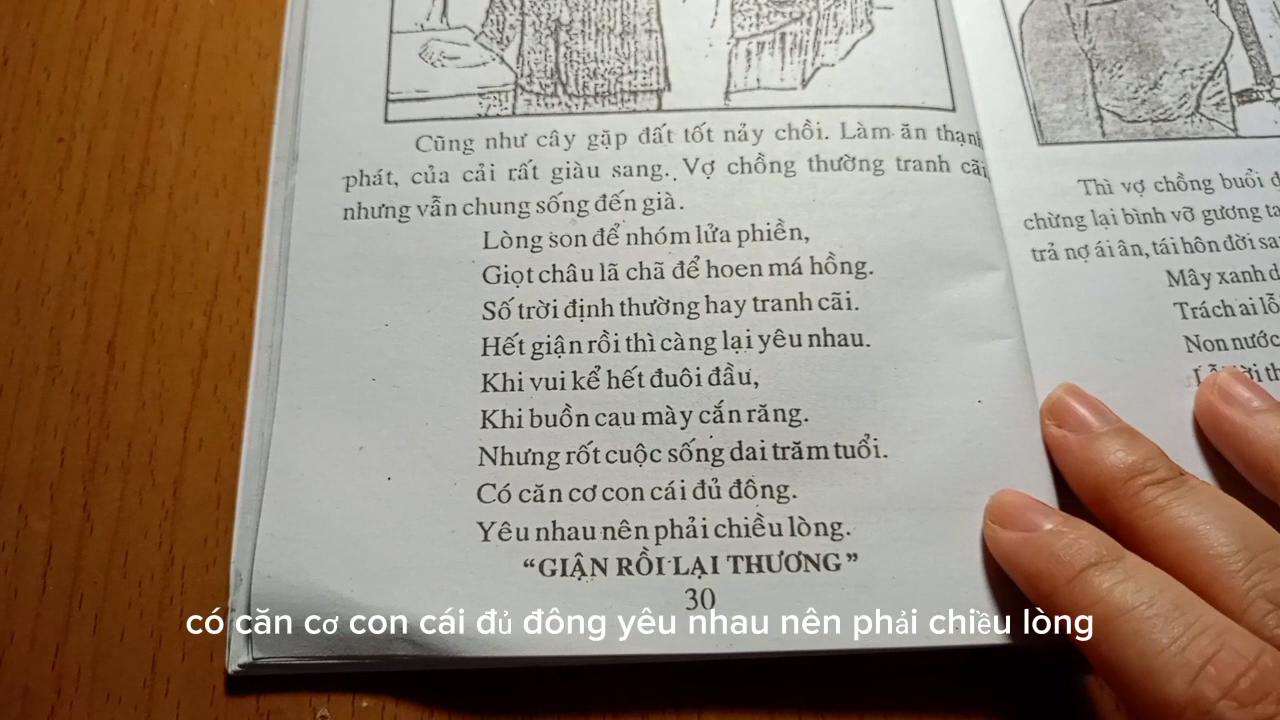 Cũng như cây gặp đất tốt nảy chồi. Làm ăn thạnh
phát, của cải rất giàu sang. Vợ chồng thường tranh cãi
nhưng vẫn chung sống đến già.
Lòng son để nhóm lửa phiền,
Giọt châu lã chã để hoen má hồng.
Số trời định thường hay tranh cãi.
Hết giận rồi thì càng lại yêu nhau.
Khi vui kể hết đuôi đầu,
Khi buồn cau mày cắn răng.
Nhưng rốt cuộc sống dai trăm tuổi.
Có căn cơ con cái đủ đông.
Yêu nhau nên phải chiều lòng.
“GIẬN RỒI LẠI THƯƠNG”
30
Thì vợ chồng buổi
chừng lại bình vỡ gương
trả nợ ái ân, tái hôn đời
Mây xanh
Trách ai
Non nước
có căn cơ con cái đủ đông yêu nhau nên phải chiều lòng